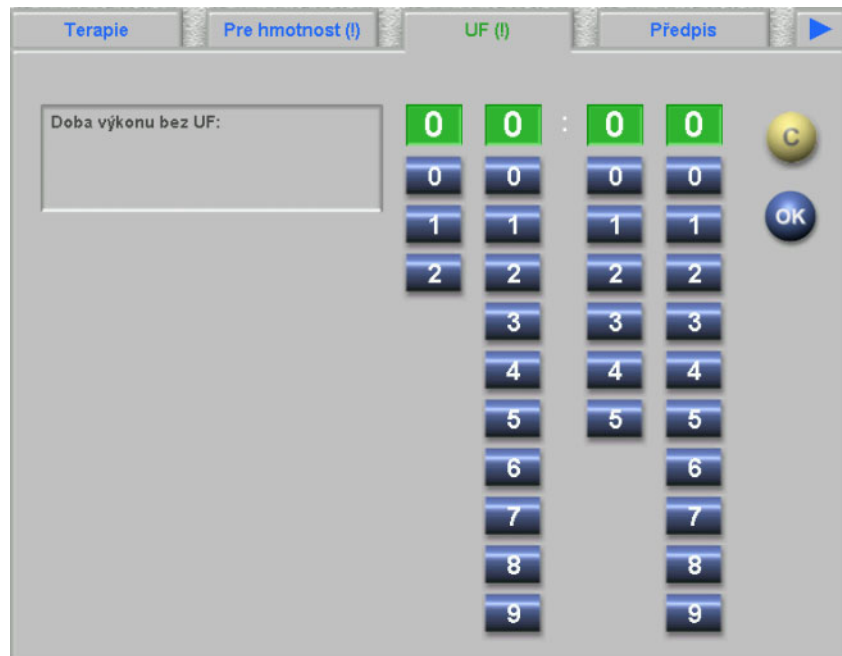 Terapie Pre hmotnost (!) UF (!) Předpis
Doba výkonu bez UF:
0 0 : 0 0 C
0 0 0 0
1 1 1 1 OK
2 2 2 2
3 3 3
4 4 4
5 5 5
6 6
7 7
8 8
9 9